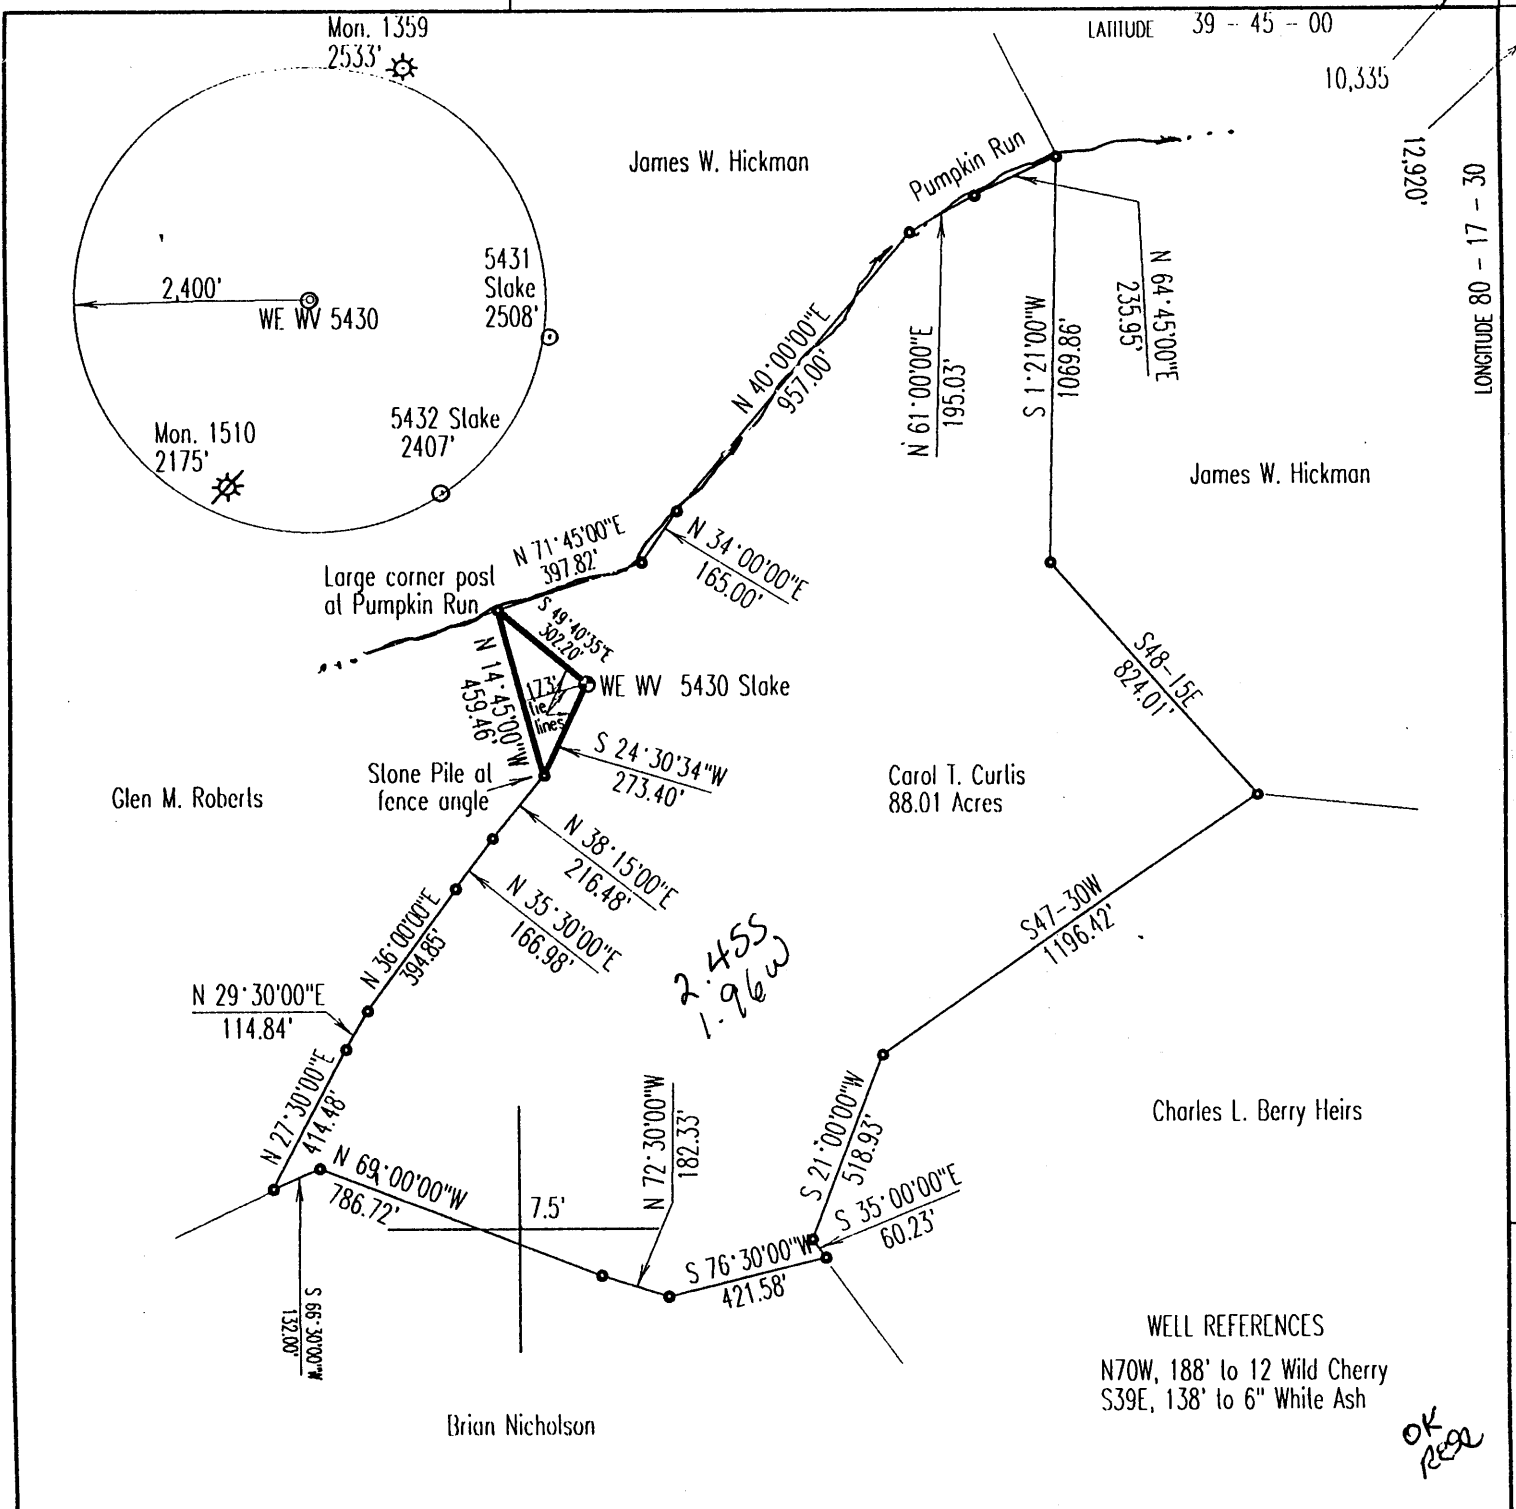 Mon. 1359
2533'
LATITUDE 39 - 45 - 00
10,335
12,920'
LONGITUDE 80 - 17 - 30
James W. Hickman
Pumpkin Run
2,400'
WE WV 5430
5431
Stake
2508'
5432 Stake
2407'
Mon. 1510
2175'
N 64°45'00"E
235.95'
N 61°00'00"E
195.03'
S 1°21'00"W
1069.86'
N 40°00'00"E
957.00'
James W. Hickman
N 71°45'00"E
397.82'
N 34°00'00"E
165.00'
Large corner post
at Pumpkin Run
S 49°40'35"E
302.20'
N 14°45'00"W
459.46'
173'
tie
lines
WE WV 5430 Stake
S48-15E
824.01'
S 24°30'34"W
273.40'
Stone Pile at
fence angle
Glen M. Roberts
Carol T. Curtis
88.01 Acres
N 38°15'00"E
216.48'
N 35°30'00"E
166.98'
N 36°00'00"E
394.85'
S47-30W
1196.42'
2.45S
1.96W
N 29°30'00"E
114.84'
N 27°30'00"E
414.48'
N 69°00'00"W
786.72'
7.5'
N 72°30'00"W
182.33'
S 21°00'00"W
518.93'
S 35°00'00"E
60.23'
Charles L. Berry Heirs
S 76°30'00"W
421.58'
S 66°30'00"W
132.00'
Brian Nicholson
WELL REFERENCES
N70W, 188' to 12 Wild Cherry
S39E, 138' to 6" White Ash
OK